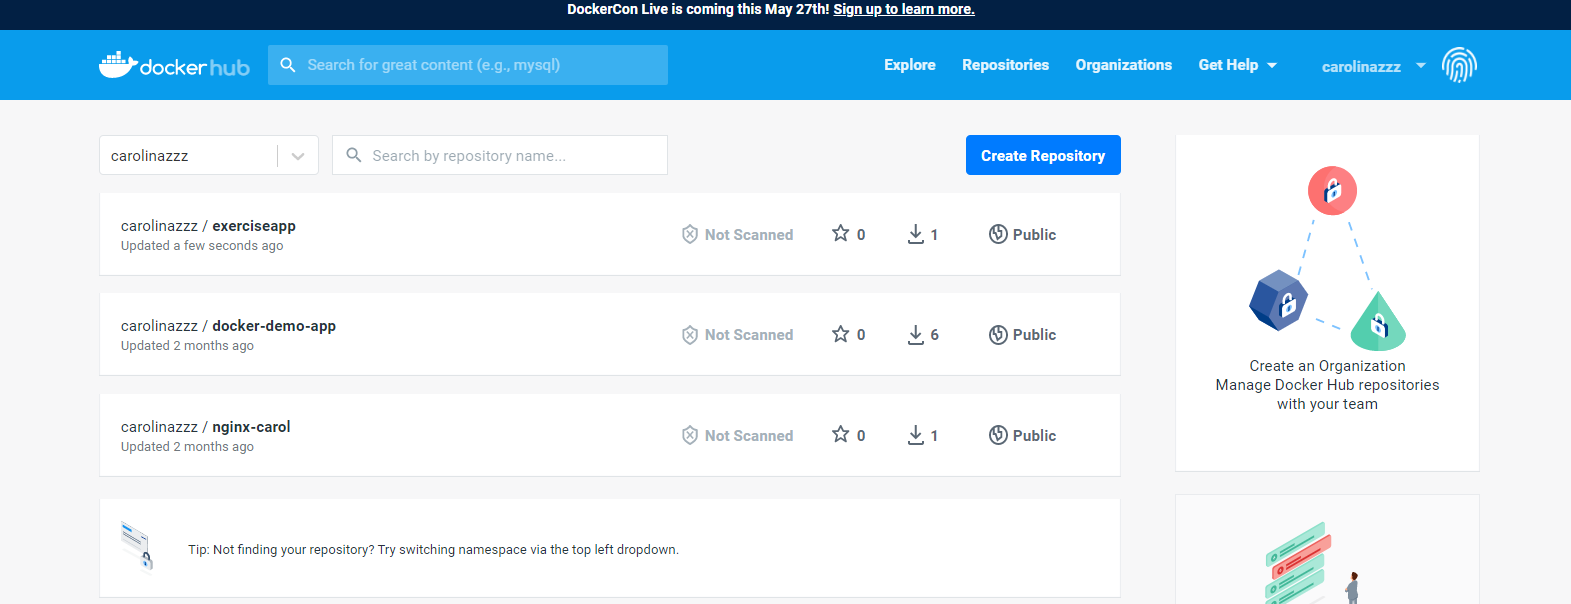 DockerCon Live is coming this May 27th! Sign up to learn more.
docker hub
Search for great content (e.g., mysql)
Explore
Repositories
Organizations
Get Help
carolinazzz
carolinazzz
Search by repository name...
Create Repository
carolinazzz / exerciseapp
Updated a few seconds ago
Not Scanned
0
1
Public
carolinazzz / docker-demo-app
Updated 2 months ago
Not Scanned
0
6
Public
carolinazzz / nginx-carol
Updated 2 months ago
Not Scanned
0
1
Public
Tip: Not finding your repository? Try switching namespace via the top left dropdown.
Create an Organization
Manage Docker Hub repositories
with your team